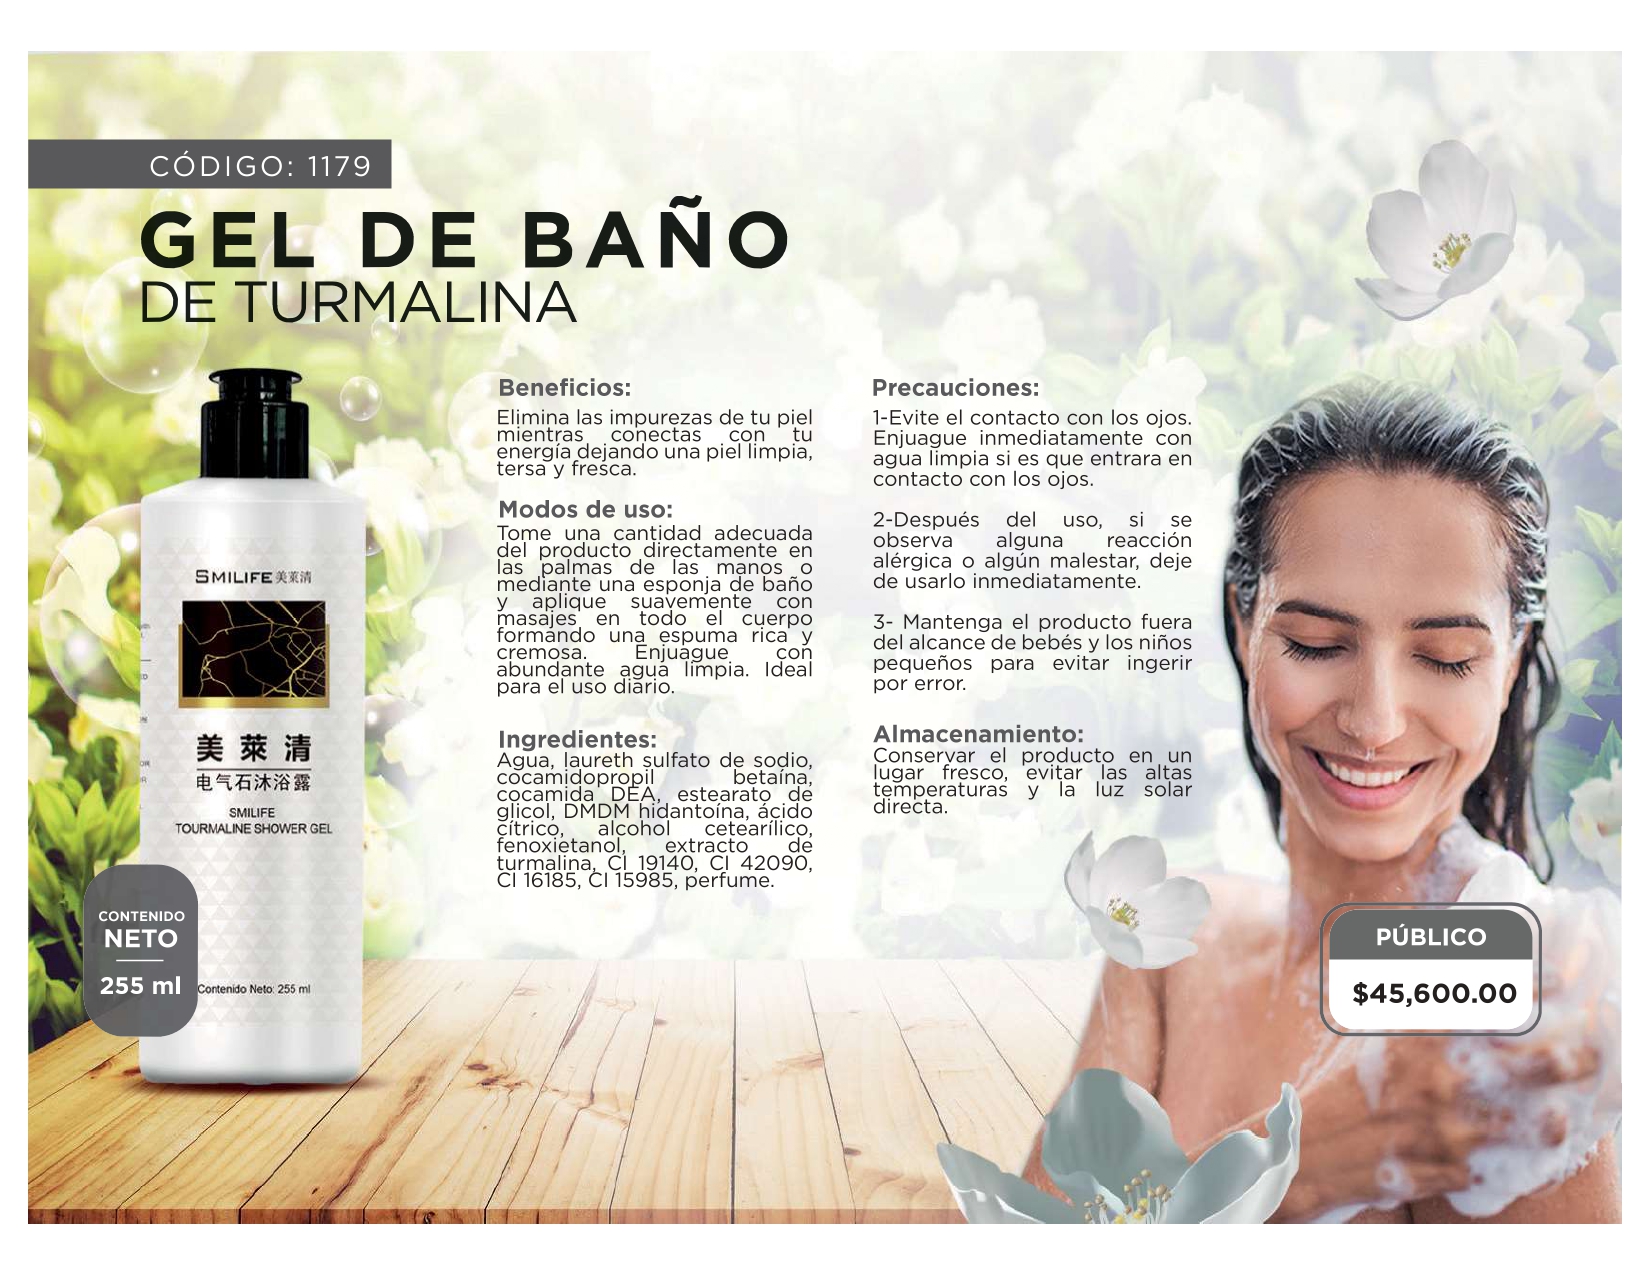 CÓDIGO: 1179
GEL DE BAÑO
DE TURMALINA
SMILIFE 美萊清
美 萊 清
电气石沐浴露
SMILIFE
TOURMALINE SHOWER GEL
Contenido Neto: 255 ml
CONTENIDO
NETO
255 ml
Beneficios:
Elimina las impurezas de tu piel
mientras conectas con tu
energía dejando una piel limpia,
tersa y fresca.
Modos de uso:
Tome una cantidad adecuada
del producto directamente en
las palmas de las manos o
mediante una esponja de baño
y aplique suavemente con
masajes en todo el cuerpo
formando una espuma rica y
cremosa. Enjuague con
abundante agua limpia. Ideal
para el uso diario.
Ingredientes:
Agua, laureth sulfato de sodio,
cocamidopropil betaína,
cocamida DEA, estearato de
glicol, DMDM hidantoína, ácido
cítrico, alcohol cetearílico,
fenoxietanol, extracto de
turmalina, CI 19140, CI 42090,
CI 16185, CI 15985, perfume.
Precauciones:
1-Evite el contacto con los ojos.
Enjuague inmediatamente con
agua limpia si es que entrara en
contacto con los ojos.
2-Después del uso, si se
observa alguna reacción
alérgica o algún malestar, deje
de usarlo inmediatamente.
3- Mantenga el producto fuera
del alcance de bebés y los niños
pequeños para evitar ingerir
por error.
Almacenamiento:
Conservar el producto en un
lugar fresco, evitar las altas
temperaturas y la luz solar
directa.
PÚBLICO
$45,600.00